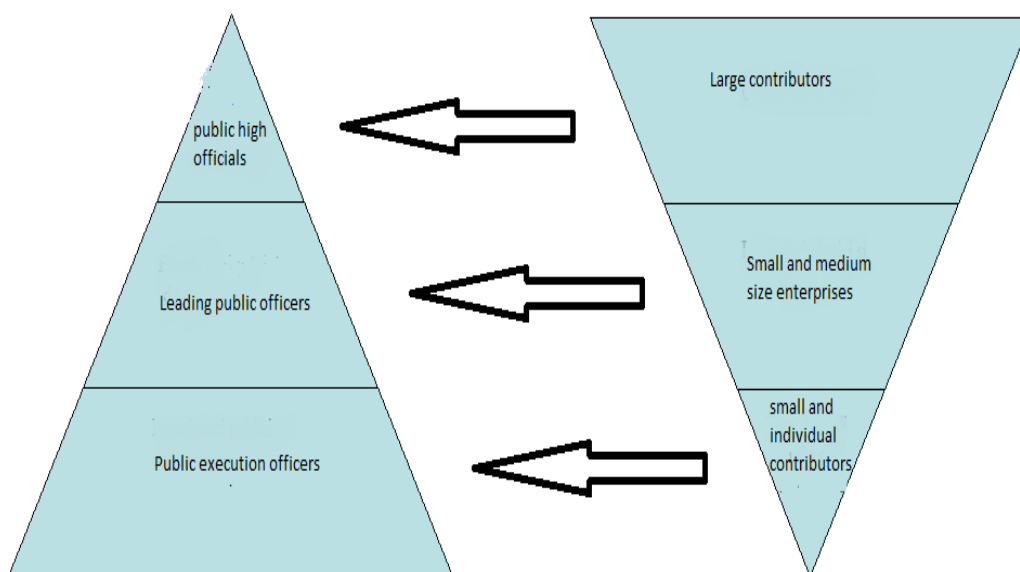 Large contributors
public high
officials
Small and medium
size enterprises
Leading public officers
small and
individual
contributors
Public execution officers